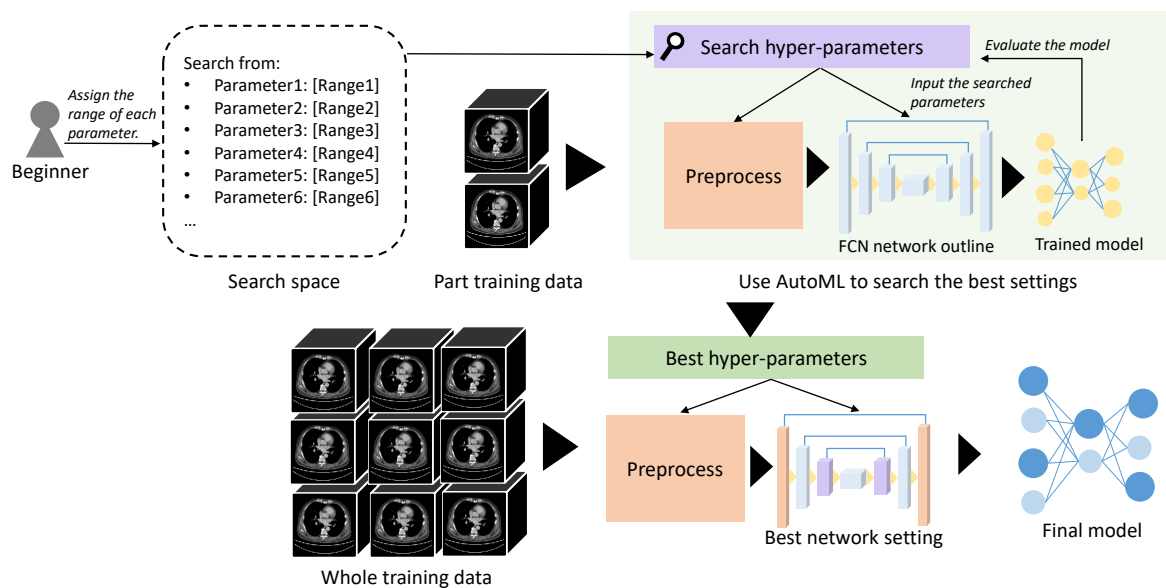 Assign the
range of each
parameter.
Beginner
Search from:
• Parameter1: [Range1]
• Parameter2: [Range2]
• Parameter3: [Range3]
• Parameter4: [Range4]
• Parameter5: [Range5]
• Parameter6: [Range6]
...
Search space
Part training data
Search hyper-parameters
Evaluate the model
Input the searched
parameters
Preprocess
FCN network outline
Trained model
Use AutoML to search the best settings
Best hyper-parameters
Preprocess
Best network setting
Final model
Whole training data